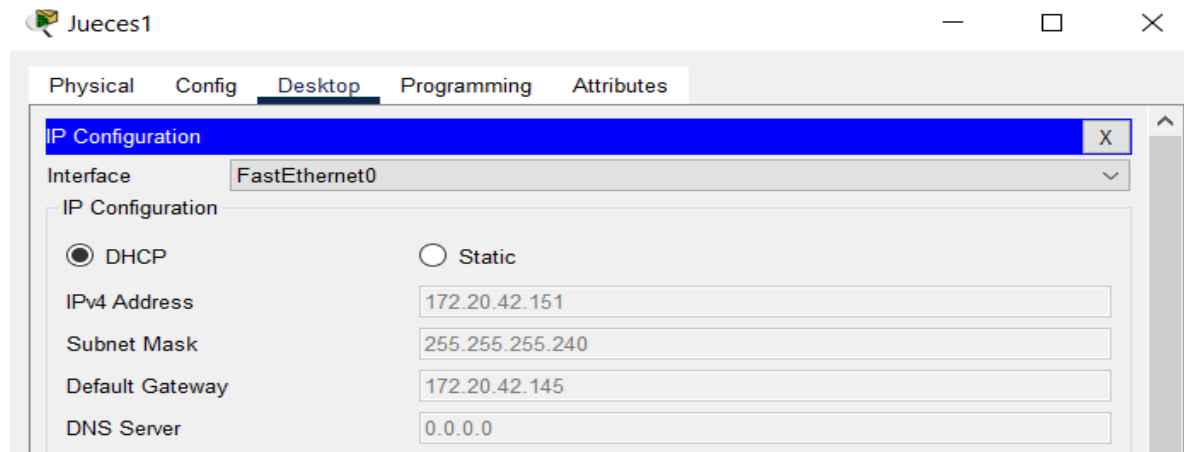 Jueces1
Physical Config Desktop Programming Attributes
IP Configuration X
Interface FastEthernet0
IP Configuration
DHCP Static
IPv4 Address 172.20.42.151
Subnet Mask 255.255.255.240
Default Gateway 172.20.42.145
DNS Server 0.0.0.0